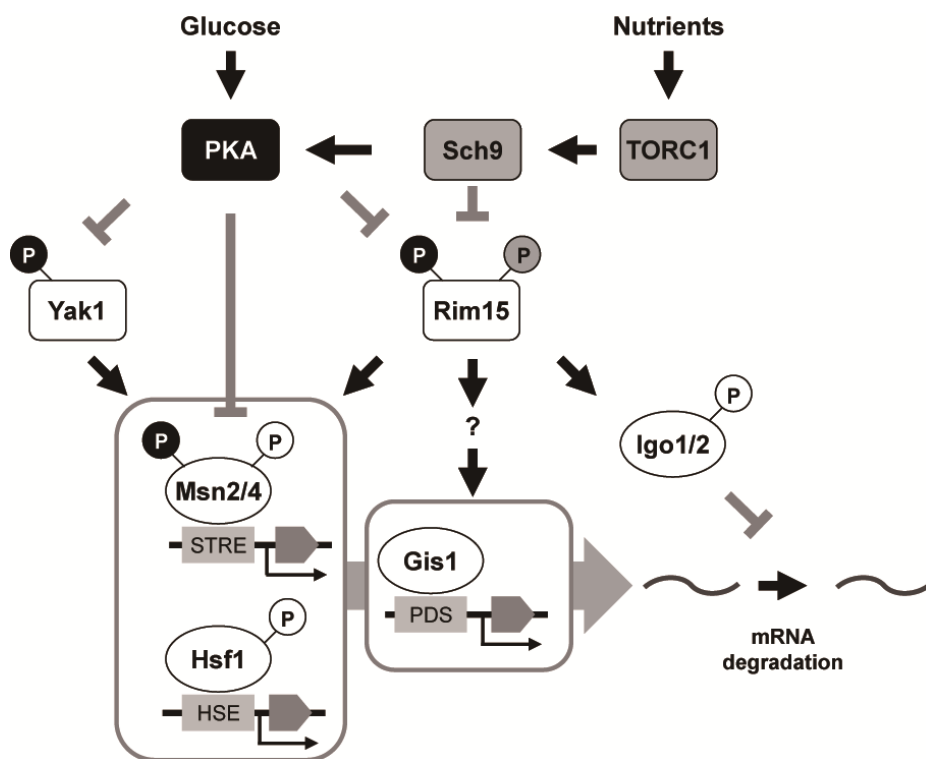 Glucose
Nutrients
PKA
Sch9
TORC1
P
P
P
Yak1
Rim15
P
?
P
P
Igo1/2
Msn2/4
STRE
Gis1
PDS
P
Hsf1
HSE
mRNA
degradation